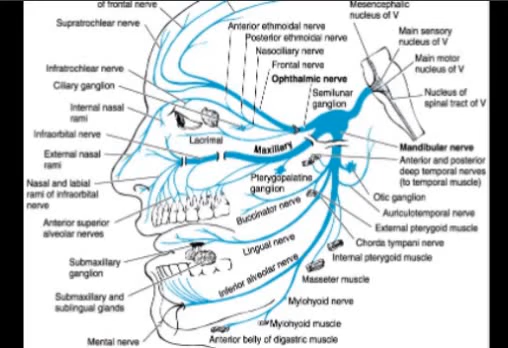 of frontal nerve
Supratrochlear nerve
Infratrochlear nerve
Ciliary ganglion
Internal nasal
rami
Infraorbital nerve
External nasal
rami
Nasal and labial
rami of infraorbital
nerve
Anterior superior
alveolar nerves
Submaxillary
ganglion
Submaxillary and
sublingual glands
Mental nerve
Anterior ethmoidal nerve
Posterior ethmoidal nerve
Nasociliary nerve
Frontal nerve
Ophthalmic nerve
Semilunar
ganglion
Lacrimal
Maxillary
Pterygopalatine
ganglion
Buccinator nerve
Lingual nerve
Inferior alveolar nerve
Mesencephalic
nucleus of V
Main sensory
nucleus of V
Main motor
nucleus of V
Nucleus of
spinal tract of V
Mandibular nerve
Anterior and posterior
deep temporal nerves
(to temporal muscle)
Otic ganglion
Auriculotemporal nerve
External pterygoid muscle
Chorda tympani nerve
Internal pterygoid muscle
Masseter muscle
Mylohyoid nerve
Mylohyoid muscle
Anterior belly of digastric muscle